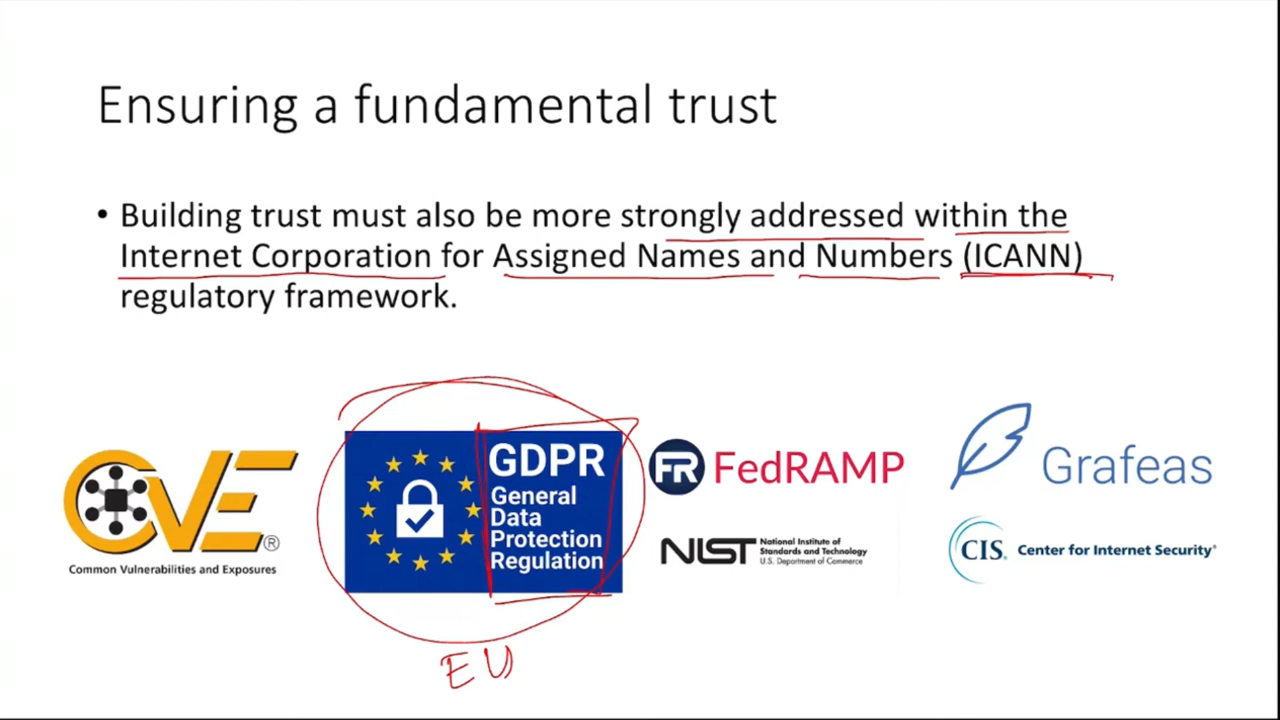 Ensuring a fundamental trust
• Building trust must also be more strongly addressed within the
Internet Corporation for Assigned Names and Numbers (ICANN)
regulatory framework.
CVE®
Common Vulnerabilities and Exposures
GDPR
General
Data
Protection
Regulation
EU
FR FedRAMP
NIST National Institute of
Standards and Technology
U.S. Department of Commerce
Grafeas
CIS. Center for Internet Security®